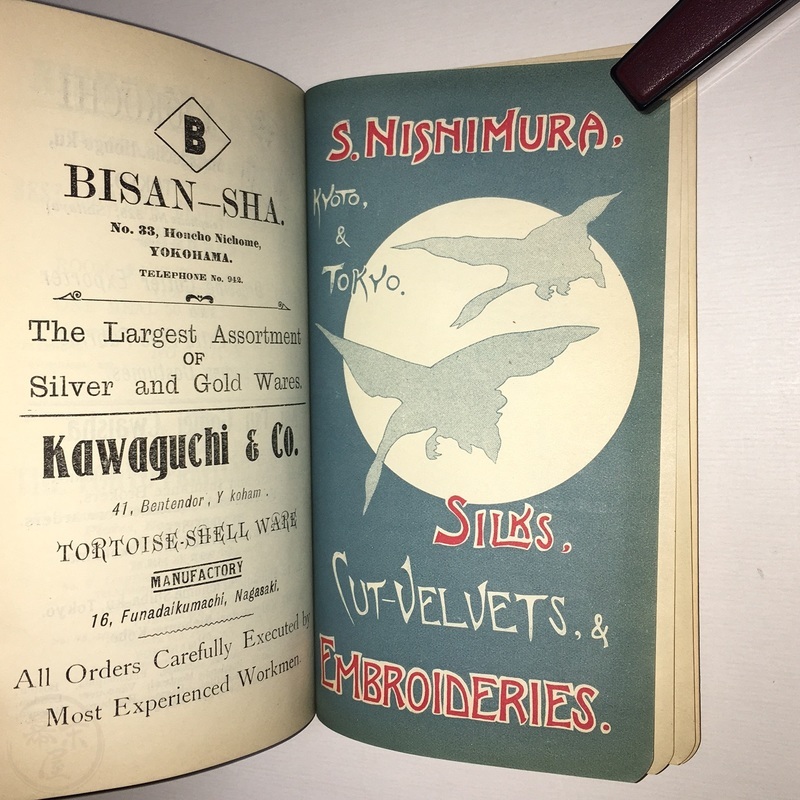 B
BISAN-SHA.
No. 33, Honcho Nichome,
YOKOHAMA.
TELEPHONE No. 942.
The Largest Assortment
OF
Silver and Gold Wares.
Kawaguchi & Co.
41, Bentendor, Y koham.
TORTOISE-SHELL WARE
MANUFACTORY
16, Funadaikumachi, Nagasaki.
All Orders Carefully Executed by
Most Experienced Workmen.
S. NISHIMURA,
KYOTO,
&
TOKYO.
SILKS,
CUT-VELVETS, &
EMBROIDERIES.